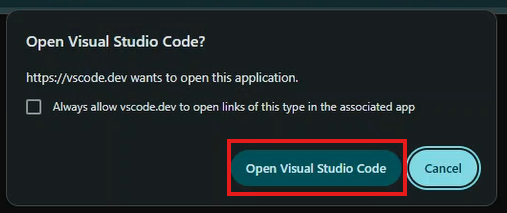 Open Visual Studio Code?
https://vscode.dev wants to open this application.
Always allow vscode.dev to open links of this type in the associated app
Open Visual Studio Code Cancel